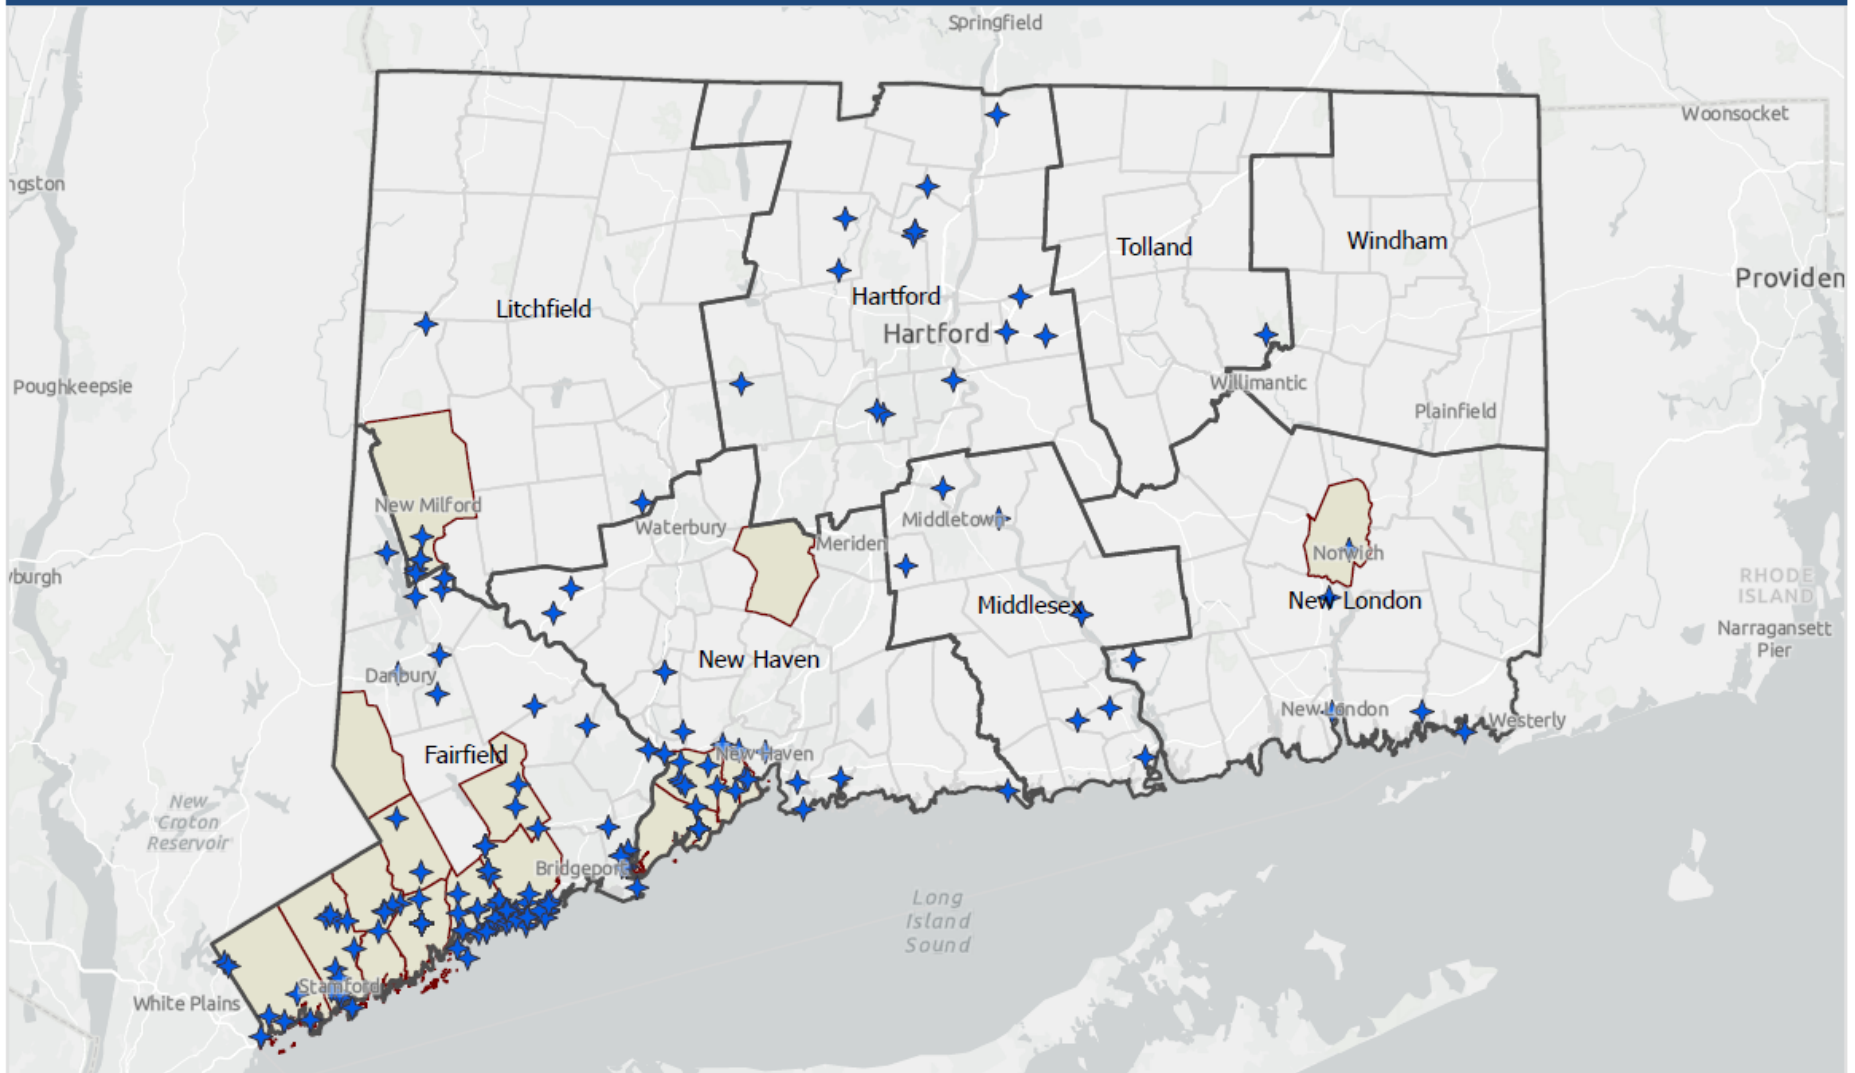 Springfield
Woonsocket
ngston
Tolland
Windham
Providen
Hartford
Litchfield
Hartford
Poughkeepsie
Willimantic
Plainfield
New Milford
Waterbury
Middletown
Meriden
Norwich
yburgh
RHODE
ISLAND
Middlesex
New London
Narragansett
Pier
New Haven
Danbury
New London
Westerly
Fairfield
New Haven
New
Croton
Reservoir
Bridgeport
Long
Island
Sound
Stamford
White Plains